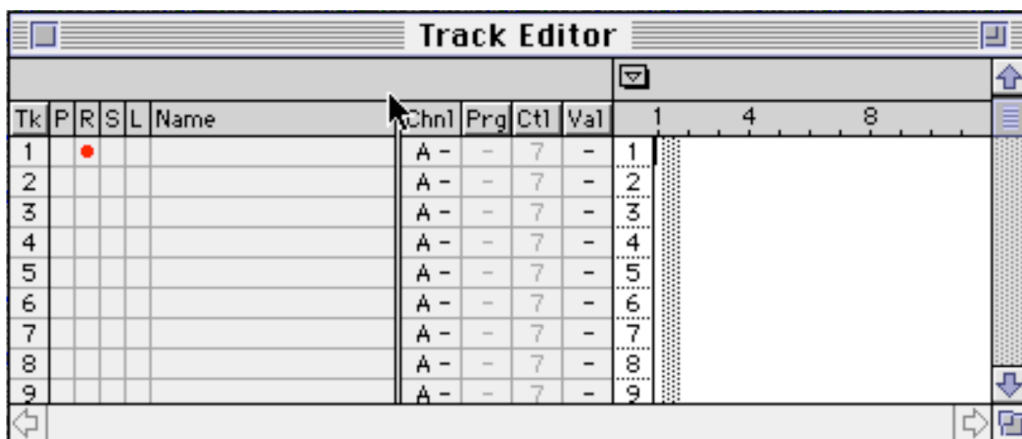 Track Editor
Tk P R S L Name Chnl Prg Ctl Val 1 4 8
1 A - - 7 - 1
2 A - - 7 - 2
3 A - - 7 - 3
4 A - - 7 - 4
5 A - - 7 - 5
6 A - - 7 - 6
7 A - - 7 - 7
8 A - - 7 - 8
9 A - - 7 - 9